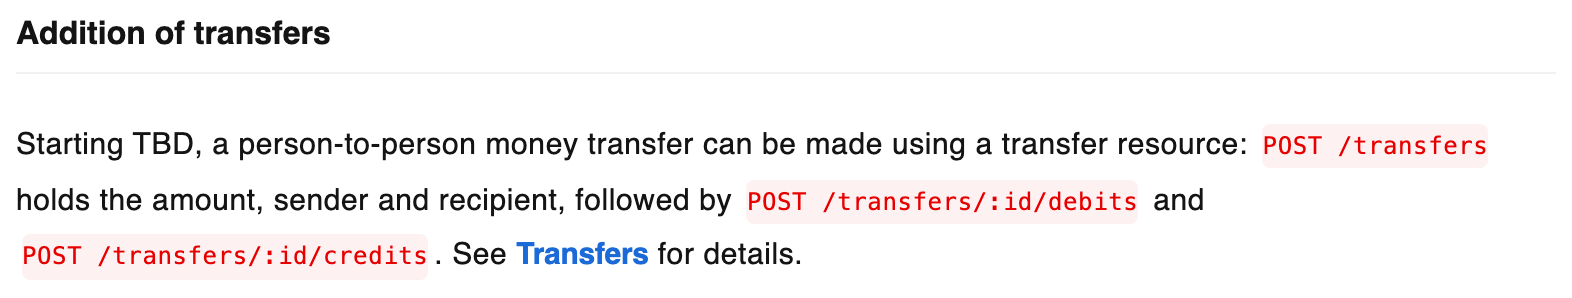 Addition of transfers
Starting TBD, a person-to-person money transfer can be made using a transfer resource: POST /transfers
holds the amount, sender and recipient, followed by POST /transfers/:id/debits and
POST /transfers/:id/credits. See Transfers for details.